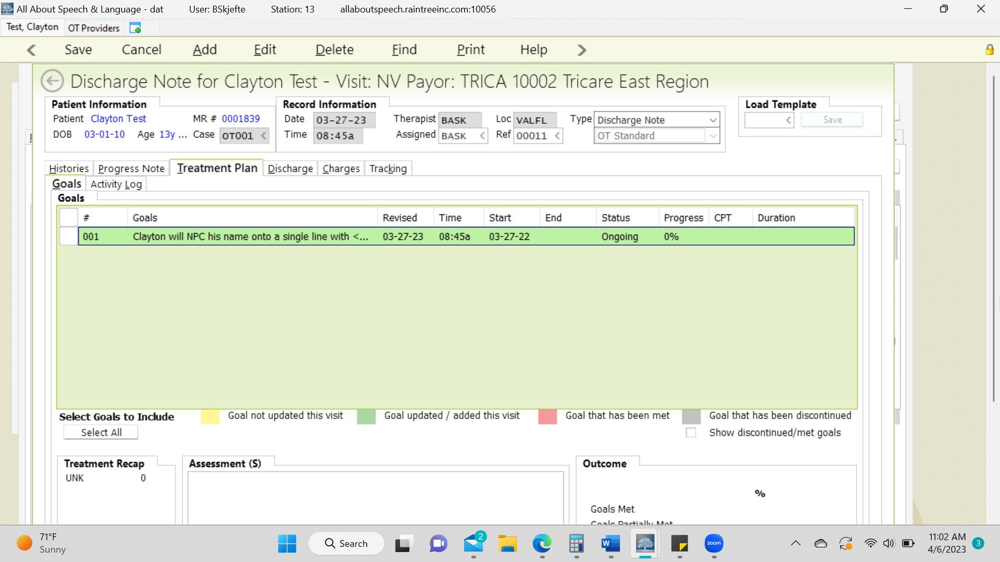 All About Speech & Language - dat User: BSkjefte Station: 13 allaboutspeech.raintreeinc.com:10056
Test, Clayton OT Providers
Save Cancel Add Edit Delete Find Print Help
Discharge Note for Clayton Test - Visit: NV Payor: TRICA 10002 Tricare East Region
Patient Information Record Information Load Template
Patient Clayton Test MR # 0001839 Date 03-27-23 Therapist BASK Loc VALFL Type Discharge Note Save
DOB 03-01-10 Age 13y ... Case OT001 Time 08:45a Assigned BASK Ref 00011 OT Standard
Histories Progress Note Treatment Plan Discharge Charges Tracking
Goals Activity Log
Goals
# Goals Revised Time Start End Status Progress CPT Duration
001 Clayton will NPC his name onto a single line with <... 03-27-23 08:45a 03-27-22 Ongoing 0%
Select Goals to Include Goal not updated this visit Goal updated / added this visit Goal that has been met Goal that has been discontinued
Select All Show discontinued/met goals
Treatment Recap Assessment (S) Outcome
UNK 0
%
Goals Met
Goals Partially Met
71°F
Sunny
Search
2
W
zoom
11:02 AM
4/6/2023
3